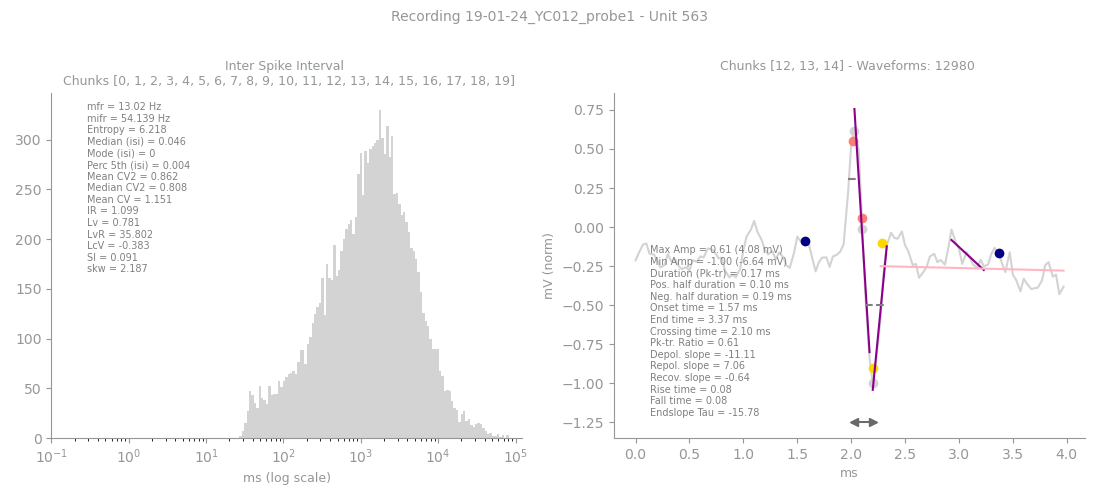 Recording 19-01-24_YC012_probe1 - Unit 563
Inter Spike Interval
Chunks [0, 1, 2, 3, 4, 5, 6, 7, 8, 9, 10, 11, 12, 13, 14, 15, 16, 17, 18, 19]
mfr = 13.02 Hz
mifr = 54.139 Hz
Entropy = 6.218
Median (isi) = 0.046
Mode (isi) = 0
Perc 5th (isi) = 0.004
Mean CV2 = 0.862
Median CV2 = 0.808
Mean CV = 1.151
IR = 1.099
Lv = 0.781
LvR = 35.802
LcV = -0.383
SI = 0.091
skw = 2.187
300
250
200
150
100
50
0
10^-1 10^0 10^1 10^2 10^3 10^4 10^5
ms (log scale)
Chunks [12, 13, 14] - Waveforms: 12980
mV (norm)
0.75
0.50
0.25
0.00
−0.25
−0.50
−0.75
−1.00
−1.25
Max Amp = 0.61 (4.08 mV)
Min Amp = -1.00 (-6.64 mV)
Duration (Pk-tr) = 0.17 ms
Pos. half duration = 0.10 ms
Neg. half duration = 0.19 ms
Onset time = 1.57 ms
End time = 3.37 ms
Crossing time = 2.10 ms
Pk-tr. Ratio = 0.61
Depol. slope = -11.11
Repol. slope = 7.06
Recov. slope = -0.64
Rise time = 0.08
Fall time = 0.08
Endslope Tau = -15.78
0.0 0.5 1.0 1.5 2.0 2.5 3.0 3.5 4.0
ms